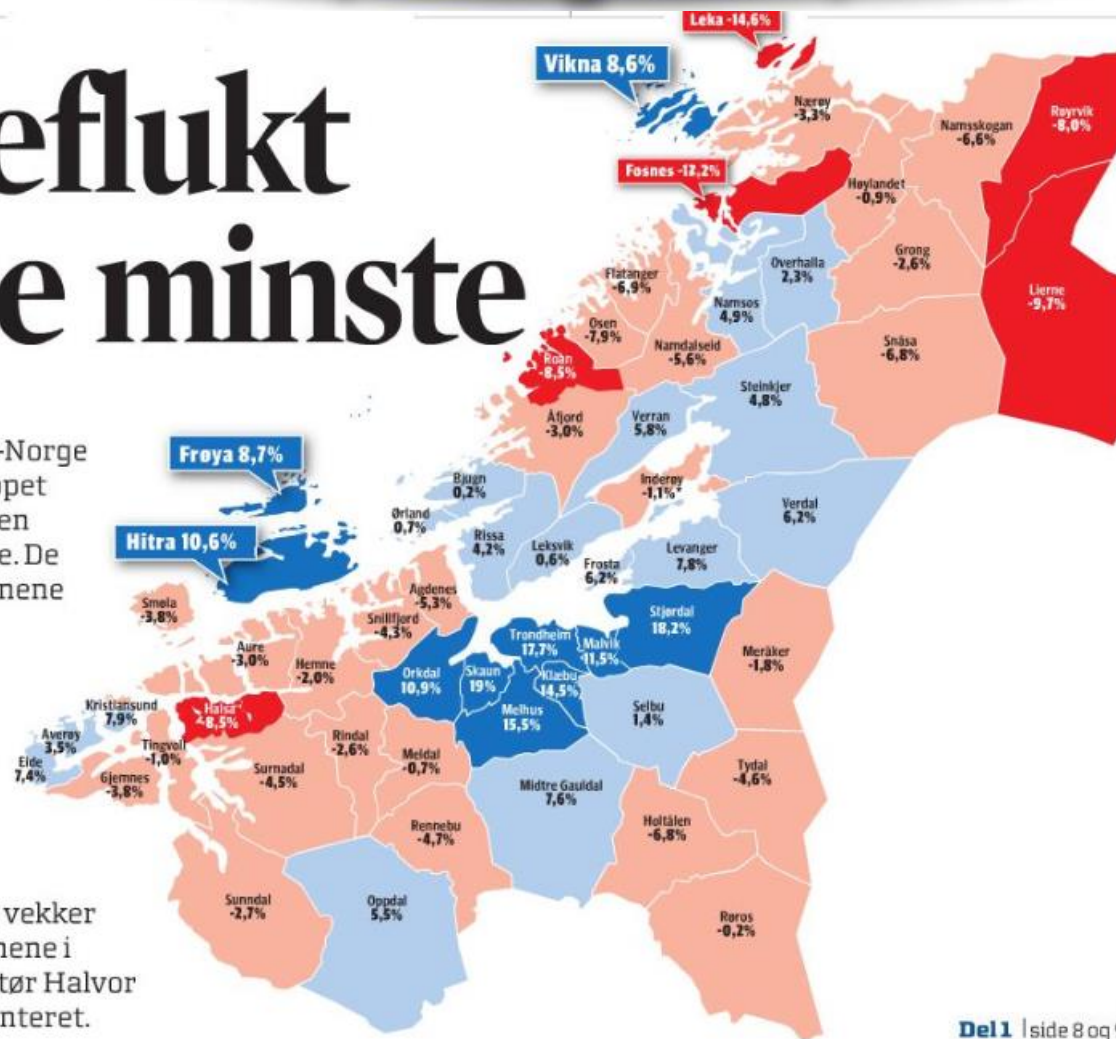 eflukt
e minste
-Norge
pet
en
e. De
nene
vekker
nene i
tør Halvor
nteret.
Leka -14,6%
Vikna 8,6%
Nærøy
-3,3%
Namsskogan
-6,6%
Røyrvik
-8,0%
Fosnes -12,2%
Høylandet
-0,9%
Grong
-2,6%
Overhalla
2,3%
Lierne
-9,7%
Flatanger
-6,9%
Namsos
4,9%
Osen
-7,9%
Namdalseid
-5,6%
Snåsa
-6,8%
Roan
-8,5%
Steinkjer
4,8%
Åfjord
-3,0%
Verran
5,8%
Frøya 8,7%
Bjugn
0,2%
Inderøy
-1,1%*
Verdal
6,2%
Ørland
0,7%
Hitra 10,6%
Rissa
4,2%
Leksvik
0,6%
Frosta
6,2%
Levanger
7,8%
Smøla
-3,8%
Agdenes
-5,3%
Snillfjord
-4,3%
Stjørdal
18,2%
Trondheim
17,7%
Malvik
11,5%
Aure
-3,0%
Hemne
-2,0%
Orkdal
10,9%
Skaun
19%
Klæbu
14,5%
Meråker
-1,8%
Kristiansund
7,9%
Halsa
-8,5%
Melhus
15,5%
Selbu
1,4%
Averøy
3,5%
Tingvoll
-1,0%
Rindal
-2,6%
Meldal
-0,7%
Eide
7,4%
Gjemnes
-3,8%
Surnadal
-4,5%
Tydal
-4,6%
Midtre Gauldal
7,6%
Rennebu
-4,7%
Holtålen
-6,8%
Sunndal
-2,7%
Oppdal
5,5%
Røros
-0,2%
Del 1 | side 8 og